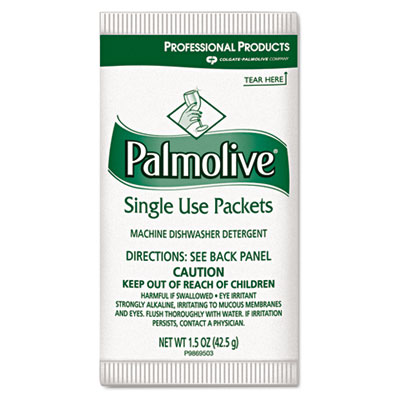 PROFESSIONAL PRODUCTS
COLGATE-PALMOLIVE COMPANY
TEAR HERE
Palmolive®
Single Use Packets
MACHINE DISHWASHER DETERGENT
DIRECTIONS: SEE BACK PANEL
CAUTION
KEEP OUT OF REACH OF CHILDREN
HARMFUL IF SWALLOWED • EYE IRRITANT
STRONGLY ALKALINE, IRRITATING TO MUCOUS MEMBRANES
AND EYES. FLUSH THOROUGHLY WITH WATER. IF IRRITATION
PERSISTS, CONTACT A PHYSICIAN.
NET WT 1.5 OZ (42.5 g)
P9869503